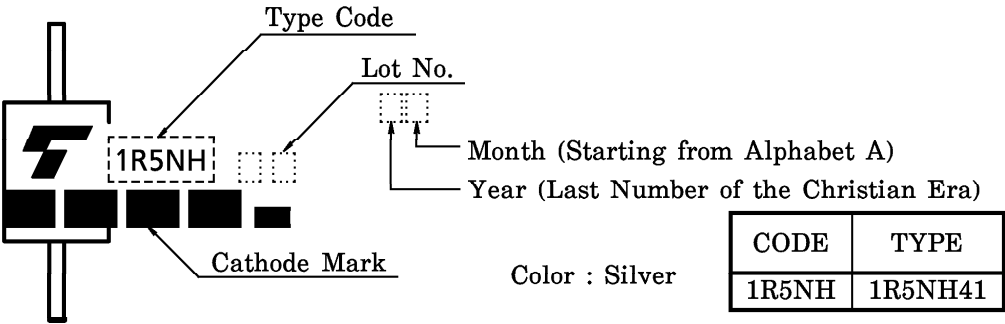 Type Code
Lot No.
1R5NH
Month (Starting from Alphabet A)
Year (Last Number of the Christian Era)
Cathode Mark
Color : Silver
CODE TYPE
1R5NH 1R5NH41